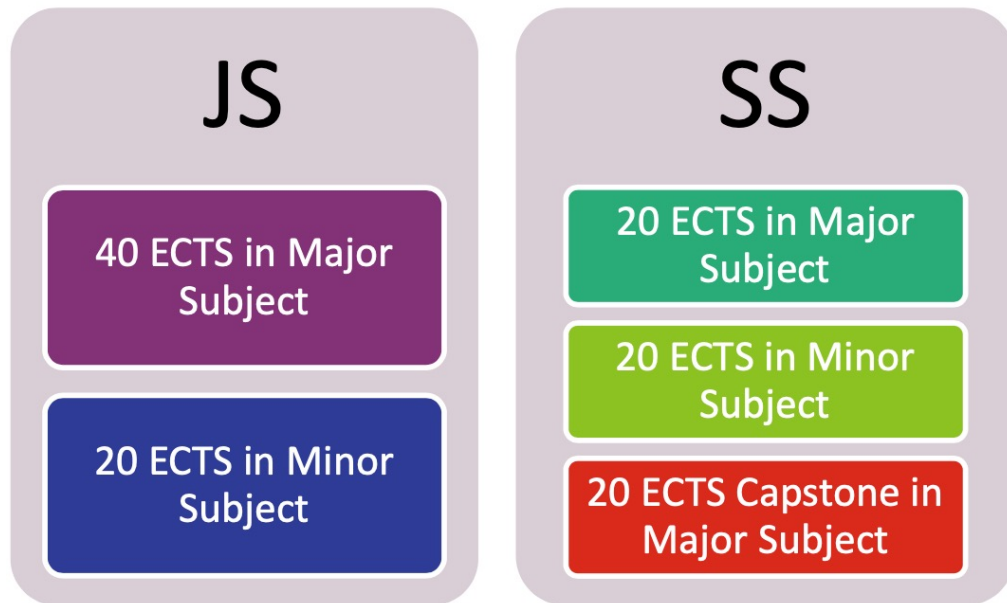 JS
40 ECTS in Major
Subject
20 ECTS in Minor
Subject
SS
20 ECTS in Major
Subject
20 ECTS in Minor
Subject
20 ECTS Capstone in
Major Subject